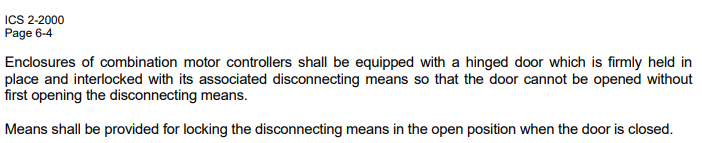 ICS 2-2000
Page 6-4
Enclosures of combination motor controllers shall be equipped with a hinged door which is firmly held in
place and interlocked with its associated disconnecting means so that the door cannot be opened without
first opening the disconnecting means.
Means shall be provided for locking the disconnecting means in the open position when the door is closed.